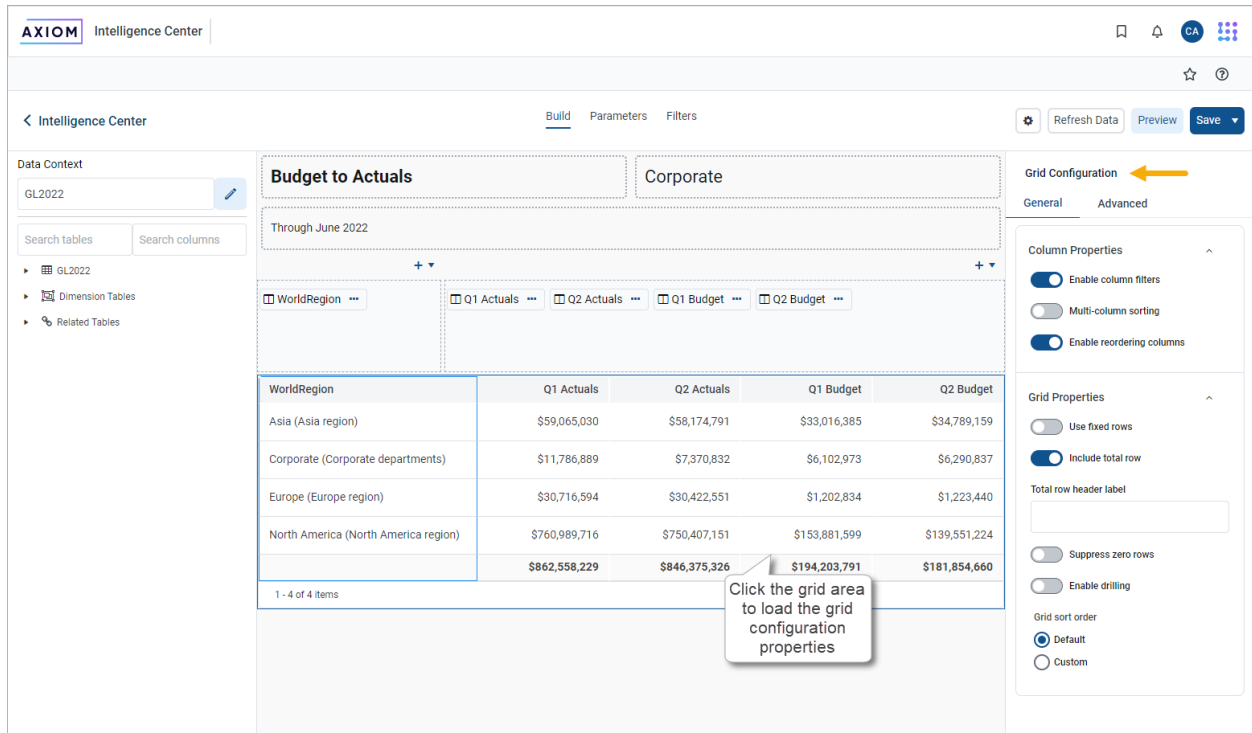 AXIOM Intelligence Center
CA
Intelligence Center
Build Parameters Filters
Refresh Data Preview Save
Data Context
GL2022
Search tables Search columns
GL2022
Dimension Tables
Related Tables
Budget to Actuals Corporate
Through June 2022
WorldRegion ••• Q1 Actuals ••• Q2 Actuals ••• Q1 Budget ••• Q2 Budget •••
WorldRegion Q1 Actuals Q2 Actuals Q1 Budget Q2 Budget
Asia (Asia region) $59,065,030 $58,174,791 $33,016,385 $34,789,159
Corporate (Corporate departments) $11,786,889 $7,370,832 $6,102,973 $6,290,837
Europe (Europe region) $30,716,594 $30,422,551 $1,202,834 $1,223,440
North America (North America region) $760,989,716 $750,407,151 $153,881,599 $139,551,224
$862,558,229 $846,375,326 $194,203,791 $181,854,660
1 - 4 of 4 items
Click the grid area
to load the grid
configuration
properties
Grid Configuration
General Advanced
Column Properties
Enable column filters
Multi-column sorting
Enable reordering columns
Grid Properties
Use fixed rows
Include total row
Total row header label
Suppress zero rows
Enable drilling
Grid sort order
Default
Custom